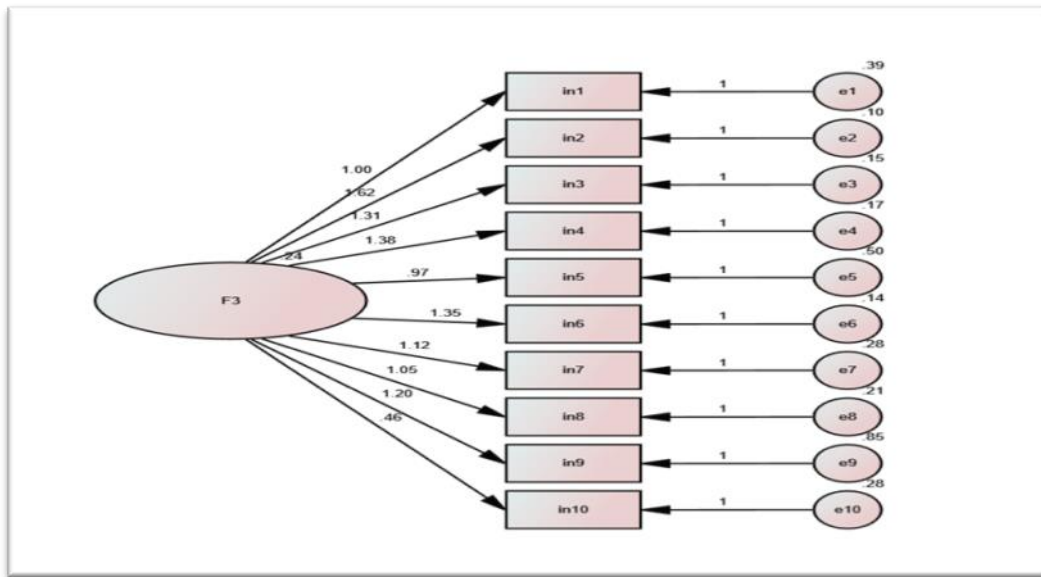 .39
in1
1
e1
.10
in2
1
e2
.15
1.00
in3
1
e3
1.62
.17
1.31
in4
1
e4
1.38
.50
.24
.97
in5
1
e5
.14
F3
1.35
in6
1
e6
.28
1.12
in7
1
e7
1.05
.21
1.20
in8
1
e8
.46
.85
in9
1
e9
.28
in10
1
e10